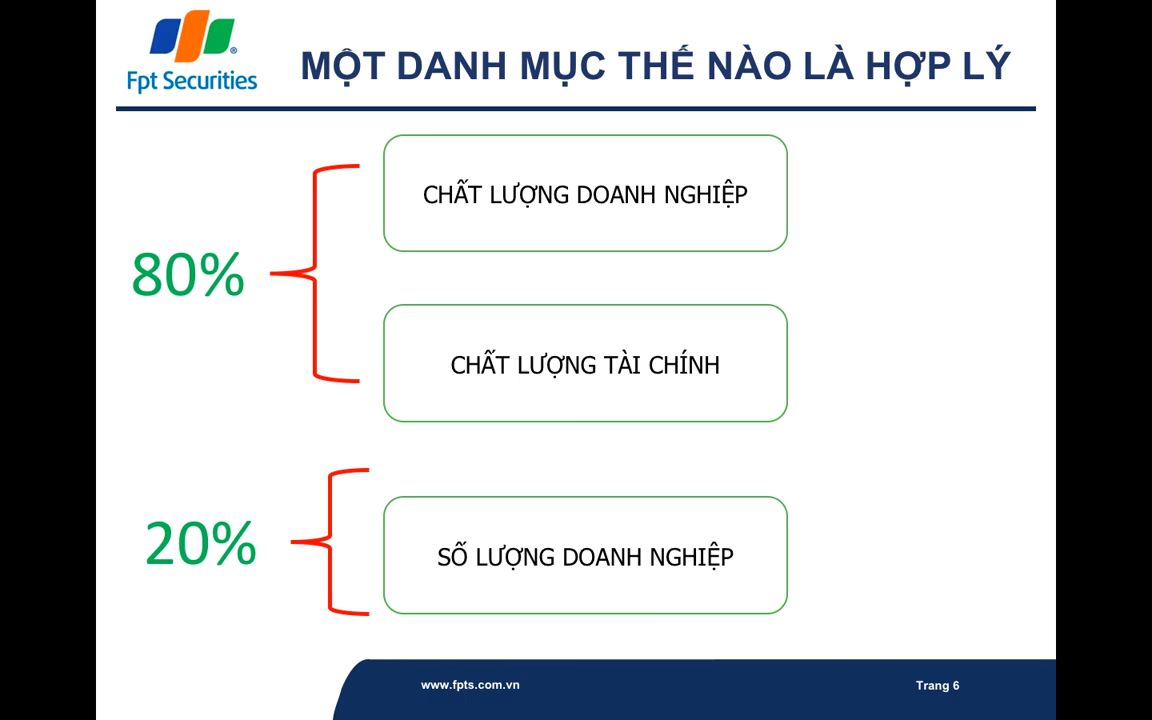 Fpt Securities
MỘT DANH MỤC THẾ NÀO LÀ HỢP LÝ
80%
CHẤT LƯỢNG DOANH NGHIỆP
CHẤT LƯỢNG TÀI CHÍNH
20%
SỐ LƯỢNG DOANH NGHIỆP
www.fpts.com.vn
Trang 6